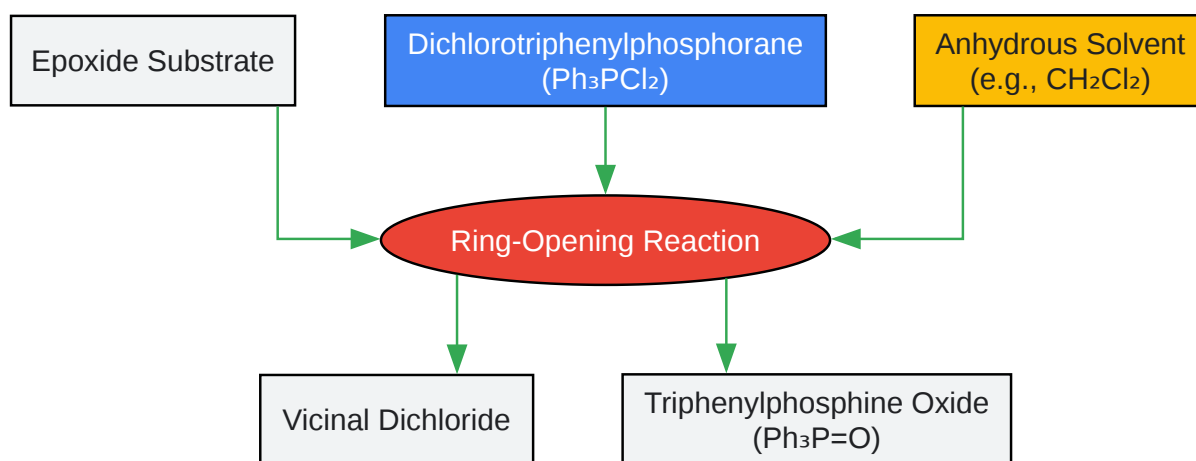 Epoxide Substrate
Dichlorotriphenylphosphorane
(Ph₃PCl₂)
Anhydrous Solvent
(e.g., CH₂Cl₂)
Ring-Opening Reaction
Vicinal Dichloride
Triphenylphosphine Oxide
(Ph₃P=O)